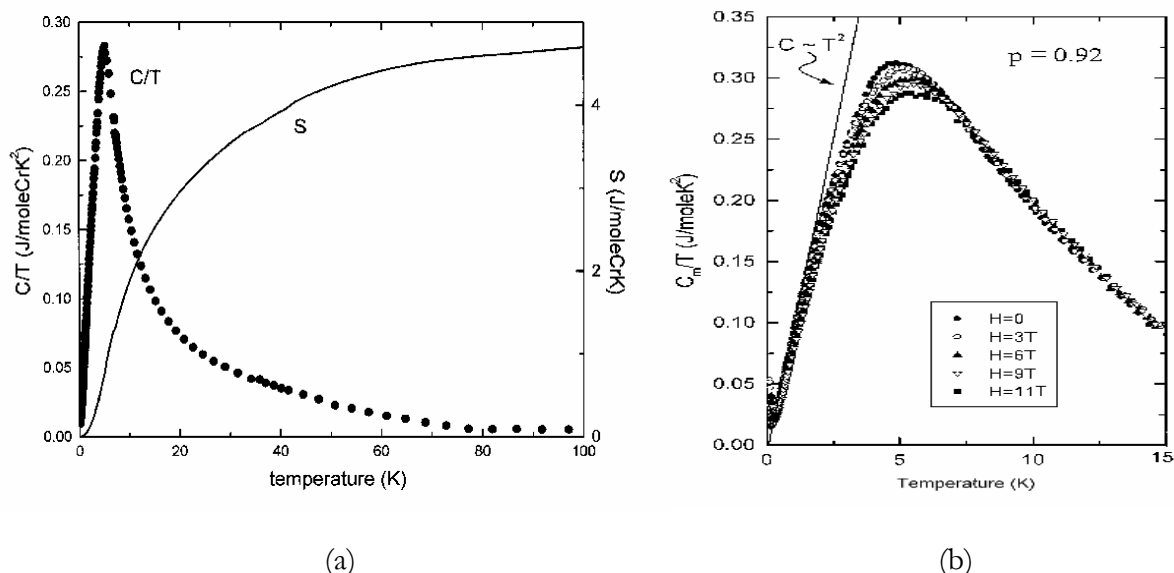 0.30
0.25
0.20
0.15
0.10
0.05
0.00
C/T (J/moleCrK²)
C/T
S
4
2
0
S (J/moleCrK)
0
20
40
60
80
100
temperature (K)
(a)
0.35
0.30
0.25
0.20
0.15
0.10
0.05
0.00
Cₘ/T (J/moleK²)
C ~ T²
p = 0.92
H=0
H=3T
H=6T
H=9T
H=11T
0
5
10
15
Temperature (K)
(b)